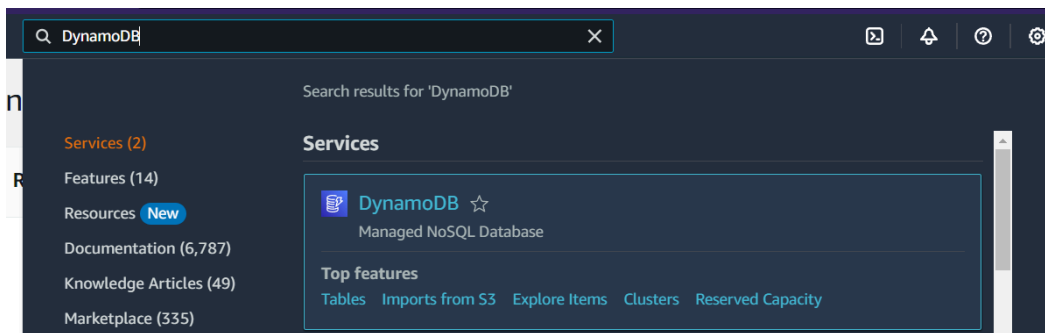 DynamoDB
Search results for 'DynamoDB'
n
Services (2)
Features (14)
R
Resources New
Documentation (6,787)
Knowledge Articles (49)
Marketplace (335)
Services
DynamoDB
Managed NoSQL Database
Top features
Tables Imports from S3 Explore Items Clusters Reserved Capacity